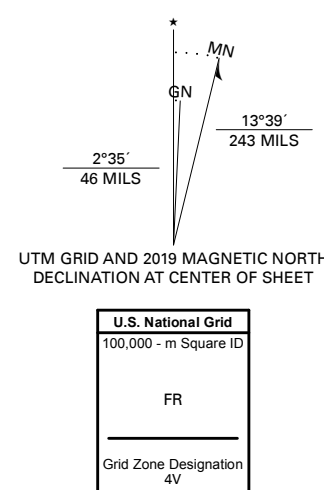 ★
MN
GN
13°39´
243 MILS
2°35´
46 MILS
UTM GRID AND 2019 MAGNETIC NORTH
DECLINATION AT CENTER OF SHEET
U.S. National Grid
100,000 - m Square ID
FR
Grid Zone Designation
4V